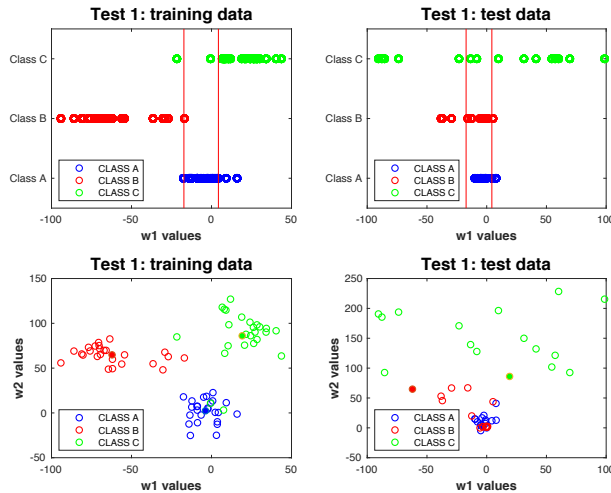 Test 1: training data
Class C
Class B
Class A
CLASS A
CLASS B
CLASS C
-100 -50 0 50
w1 values
Test 1: test data
Class C
Class B
Class A
CLASS A
CLASS B
CLASS C
-100 -50 0 50 100
w1 values
Test 1: training data
w2 values
150
100
50
0
-50
CLASS A
CLASS B
CLASS C
-100 -50 0 50
w1 values
Test 1: test data
w2 values
250
200
150
100
50
0
-50
CLASS A
CLASS B
CLASS C
-100 -50 0 50 100
w1 values